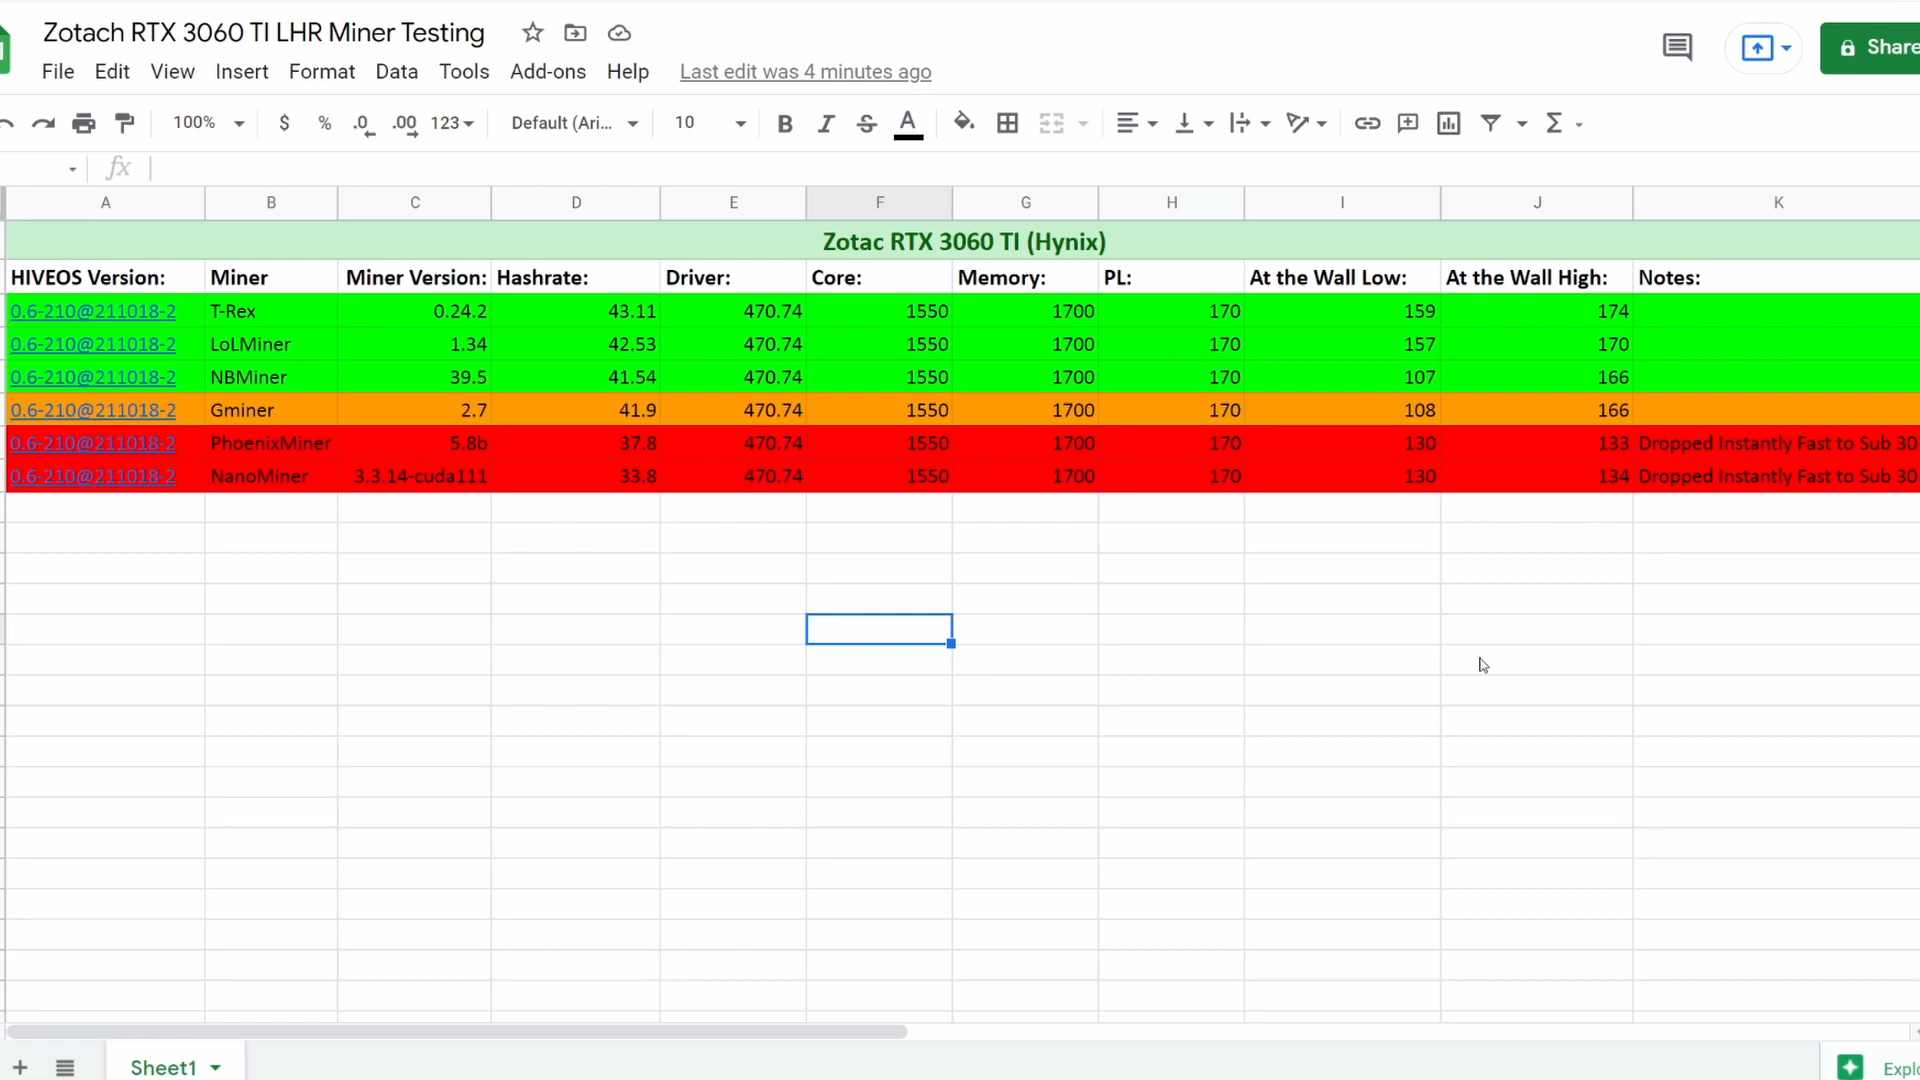 Zotach RTX 3060 TI LHR Miner Testing
Share
File Edit View Insert Format Data Tools Add-ons Help Last edit was 4 minutes ago
100% $ % .0 .00 123 Default (Ari... 10 B I S A Σ
fx
A B C D E F G H I J K
Zotac RTX 3060 TI (Hynix)
HIVEOS Version: Miner Miner Version: Hashrate: Driver: Core: Memory: PL: At the Wall Low: At the Wall High: Notes:
0.6-210@211018-2 T-Rex 0.24.2 43.11 470.74 1550 1700 170 159 174
0.6-210@211018-2 LoLMiner 1.34 42.53 470.74 1550 1700 170 157 170
0.6-210@211018-2 NBMiner 39.5 41.54 470.74 1550 1700 170 107 166
0.6-210@211018-2 Gminer 2.7 41.9 470.74 1550 1700 170 108 166
0.6-210@211018-2 PhoenixMiner 5.8b 37.8 470.74 1550 1700 170 130 133 Dropped Instantly Fast to Sub 30
0.6-210@211018-2 NanoMiner 3.3.14-cuda111 33.8 470.74 1550 1700 170 130 134 Dropped Instantly Fast to Sub 30
Sheet1
Explo